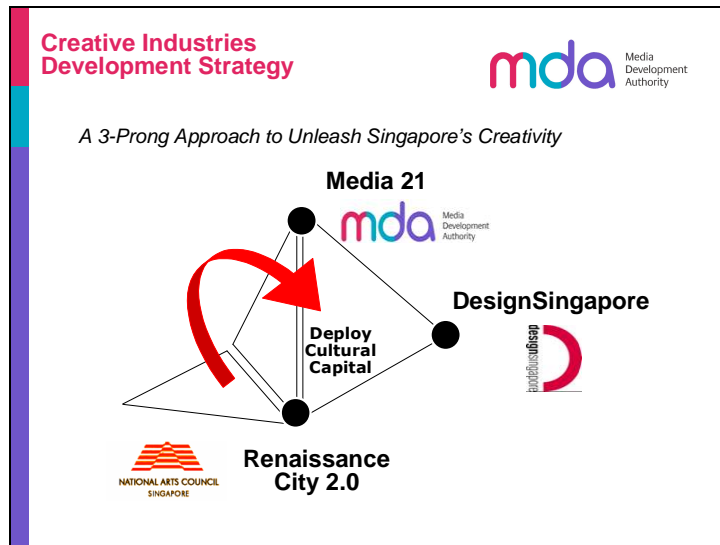 Creative Industries
Development Strategy
mda
Media
Development
Authority
A 3-Prong Approach to Unleash Singapore's Creativity
Media 21
mda
Media
Development
Authority
DesignSingapore
designsingapore
Deploy
Cultural
Capital
NATIONAL ARTS COUNCIL
SINGAPORE
Renaissance
City 2.0